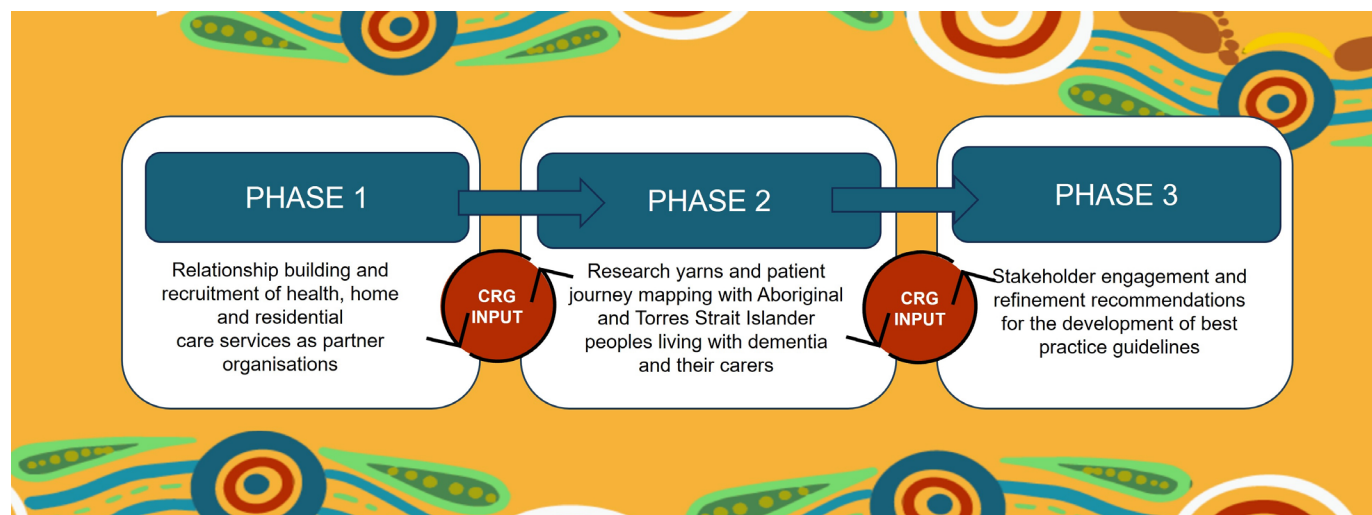 PHASE 1
Relationship building and
recruitment of health, home
and residential
care services as partner
organisations
CRG
INPUT
PHASE 2
Research yarns and patient
journey mapping with Aboriginal
and Torres Strait Islander
peoples living with dementia
and their carers
CRG
INPUT
PHASE 3
Stakeholder engagement and
refinement recommendations
for the development of best
practice guidelines